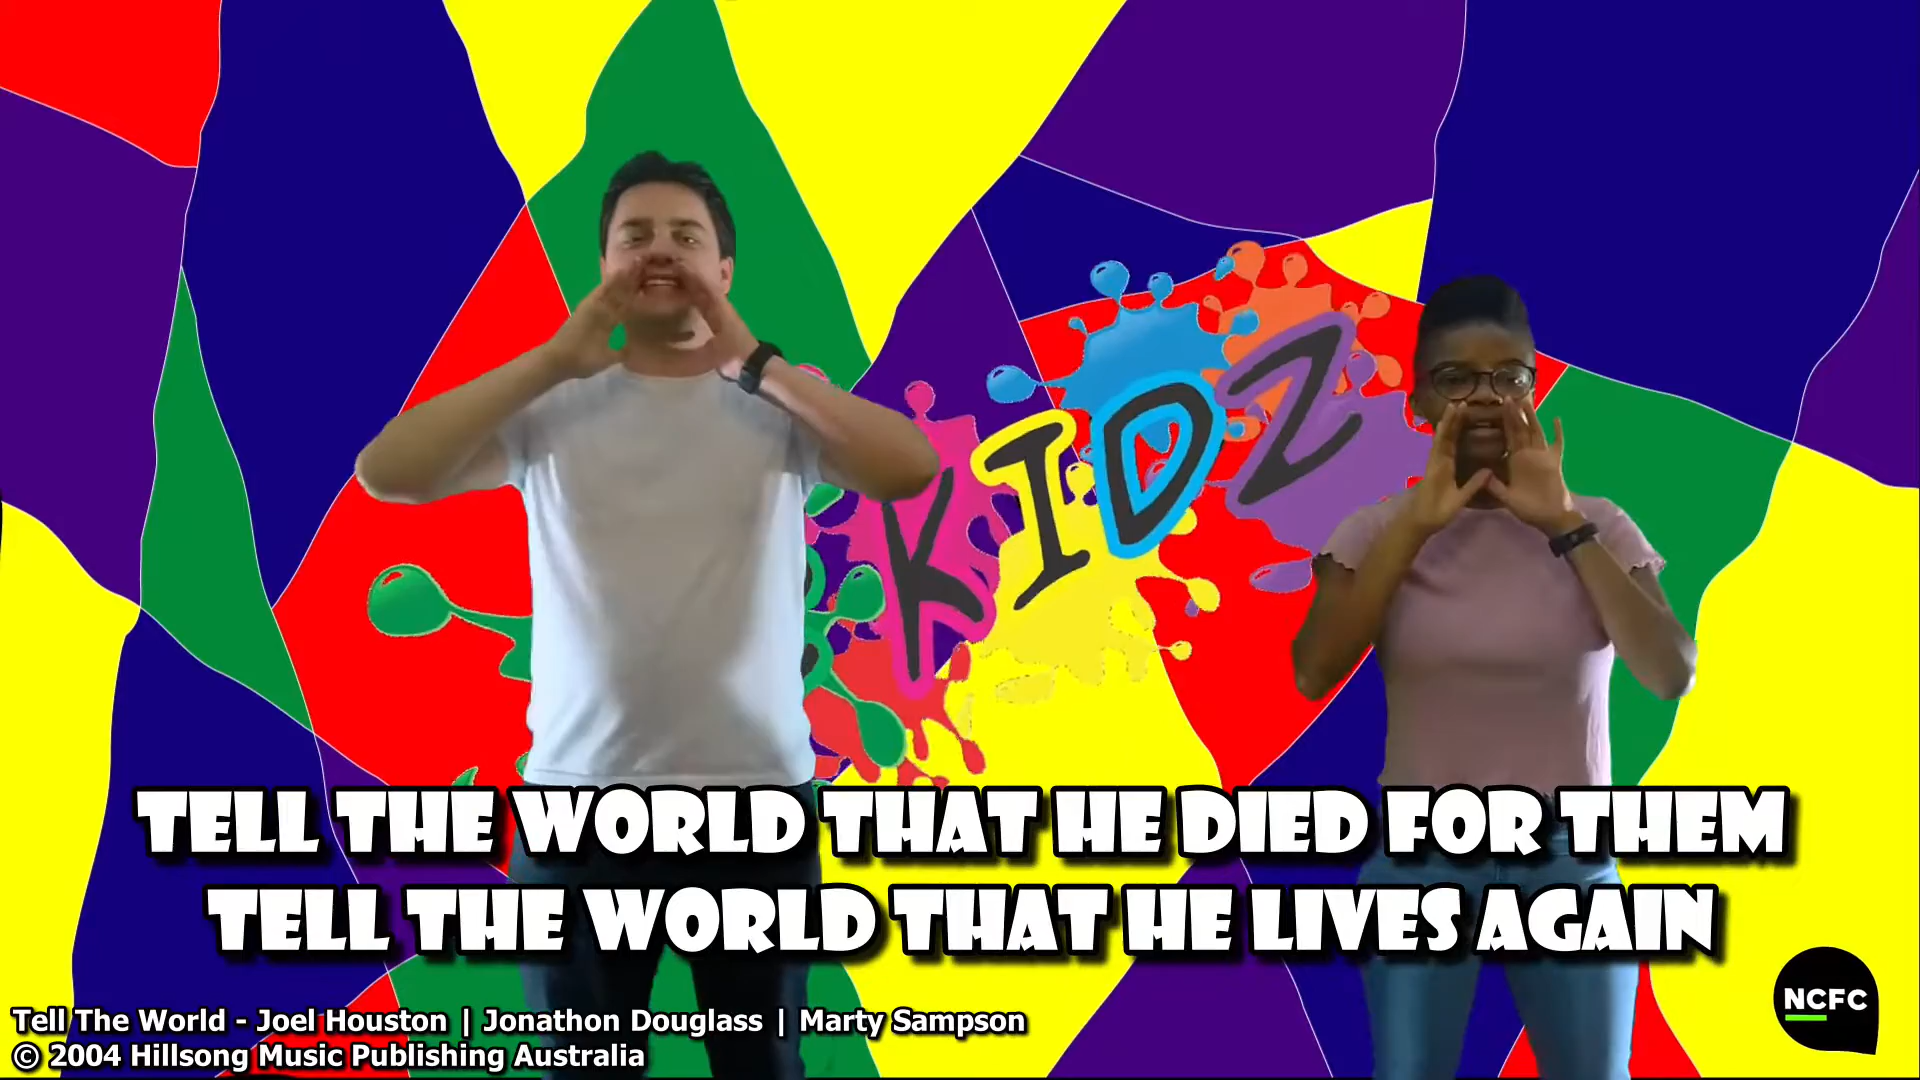 KIDZ
TELL THE WORLD THAT HE DIED FOR THEM
TELL THE WORLD THAT HE LIVES AGAIN
NCFC
Tell The World - Joel Houston | Jonathon Douglass | Marty Sampson
© 2004 Hillsong Music Publishing Australia